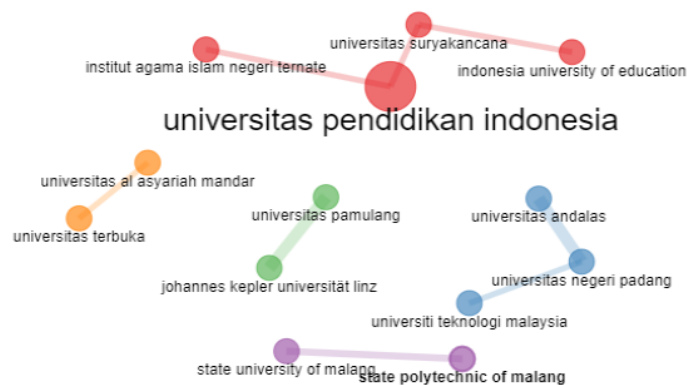 universitas suryakancana
institut agama islam negeri ternate
indonesia university of education
universitas pendidikan indonesia
universitas al asyariah mandar
universitas terbuka
universitas pamulang
universitas andalas
johannes kepler universität linz
universitas negeri padang
universiti teknologi malaysia
state university of malang
state polytechnic of malang